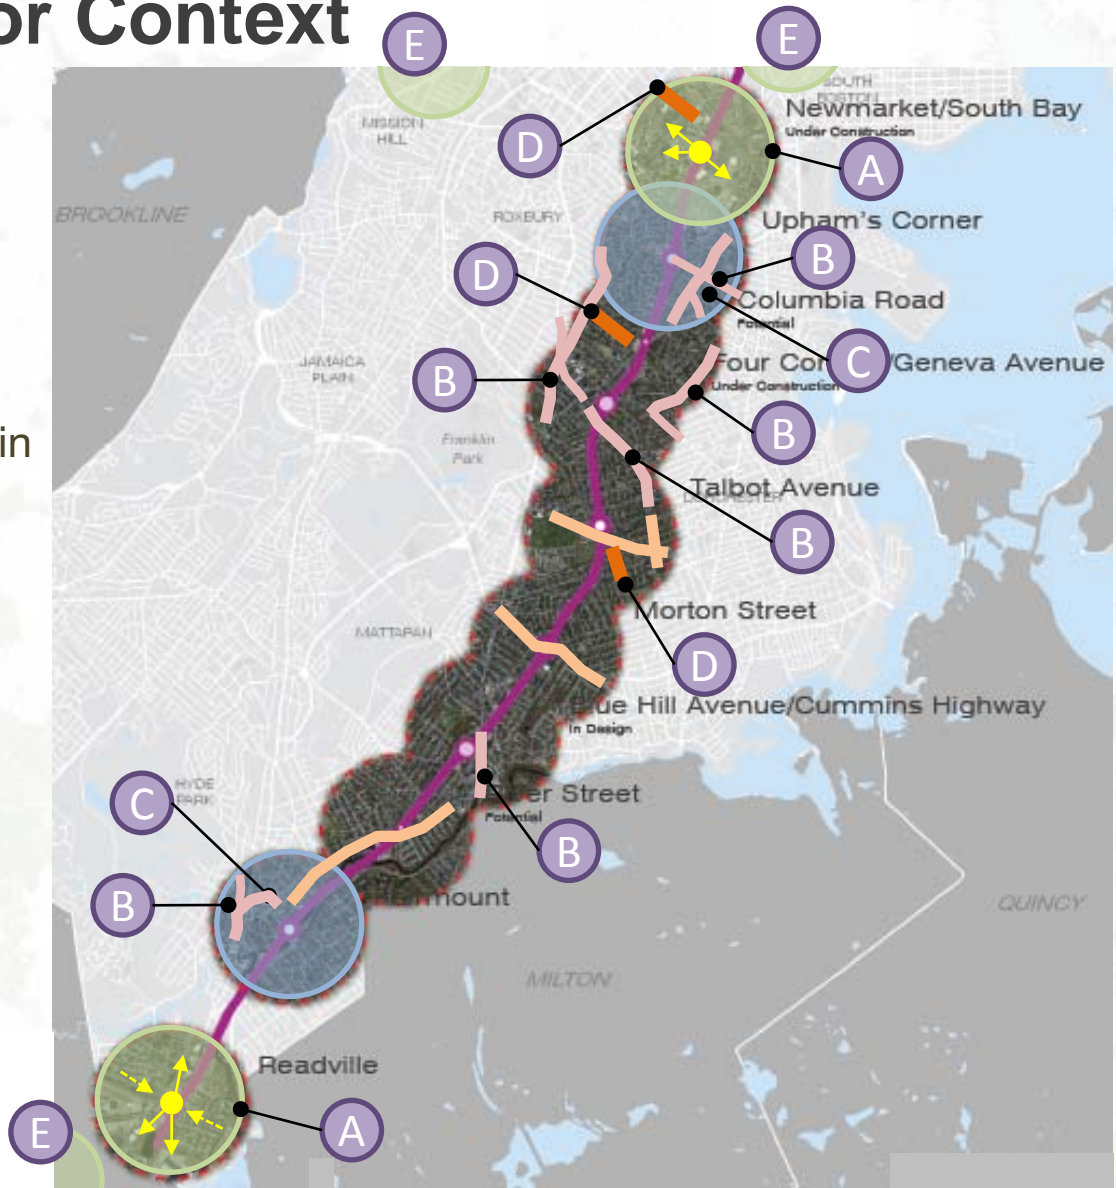 or Context
E
E
SOUTH
BOSTON
Newmarket/South Bay
Under Construction
MISSION
HILL
D
A
BROOKLINE
ROXBURY
Upham's Corner
B
D
Columbia Road
Potential
C
JAMAICA
PLAIN
Four Cor
/Geneva Avenue
Under Construction
B
B
in
Franklin
Park
Talbot Avenue
B
Morton Street
MATTAPAN
D
Blue Hill Avenue/Cummins Highway
In Design
HYDE
PARK
C
er Street
Potential
B
B
mount
QUINCY
MILTON
Readville
E
A